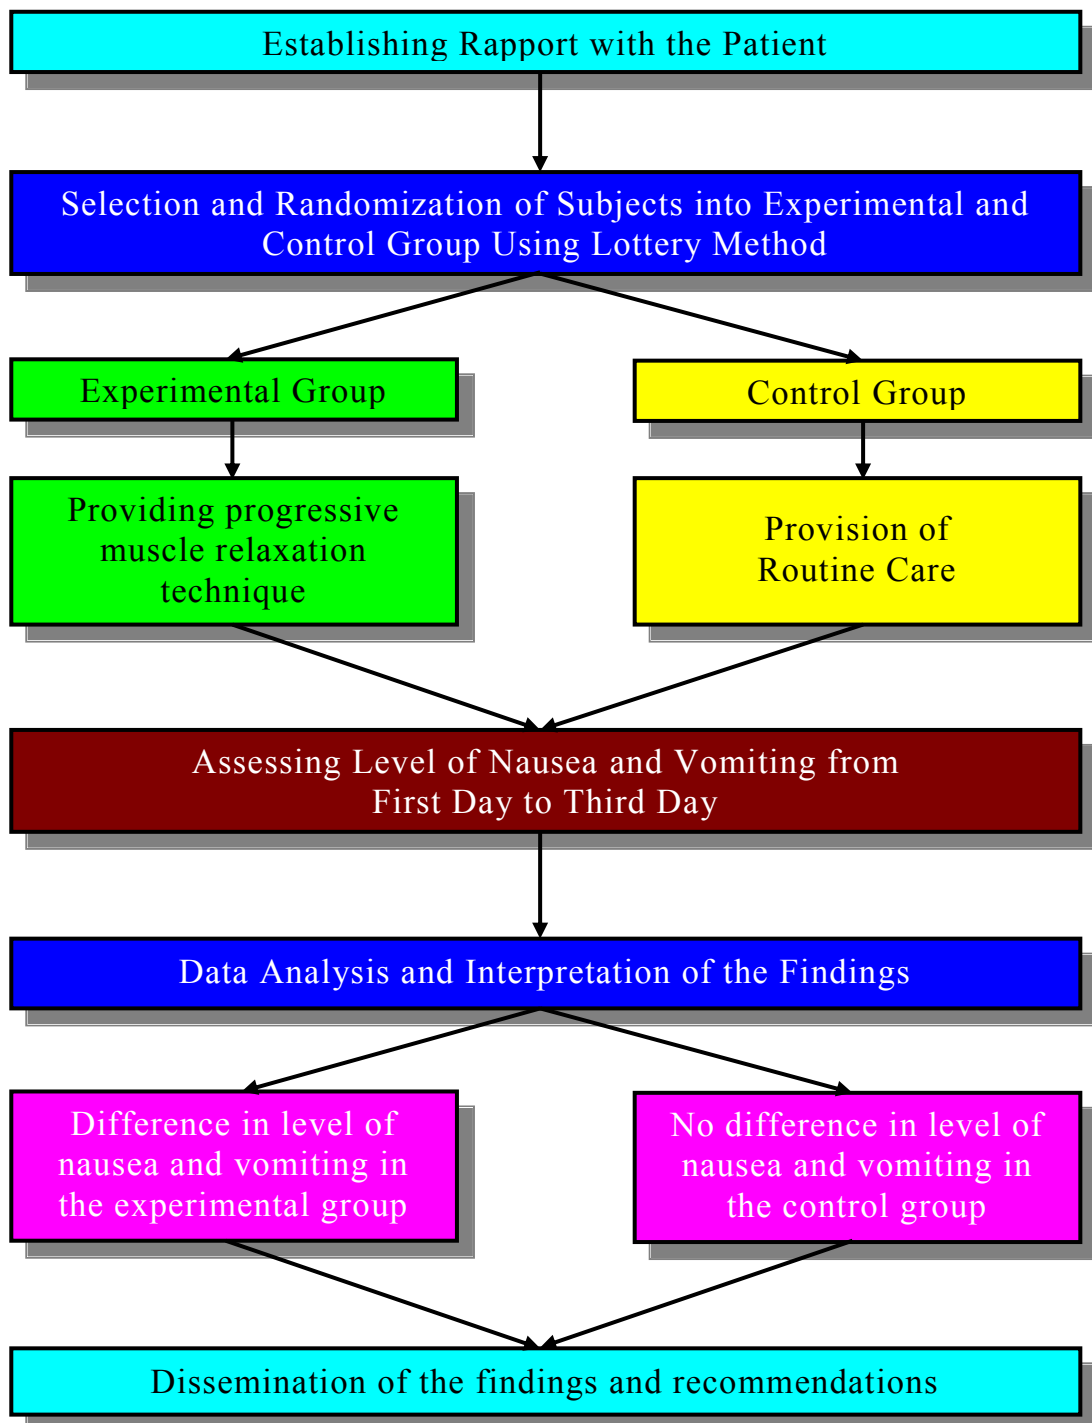 Establishing Rapport with the Patient
Selection and Randomization of Subjects into Experimental and
Control Group Using Lottery Method
Experimental Group
Control Group
Providing progressive
muscle relaxation
technique
Provision of
Routine Care
Assessing Level of Nausea and Vomiting from
First Day to Third Day
Data Analysis and Interpretation of the Findings
Difference in level of
nausea and vomiting in
the experimental group
No difference in level of
nausea and vomiting in
the control group
Dissemination of the findings and recommendations